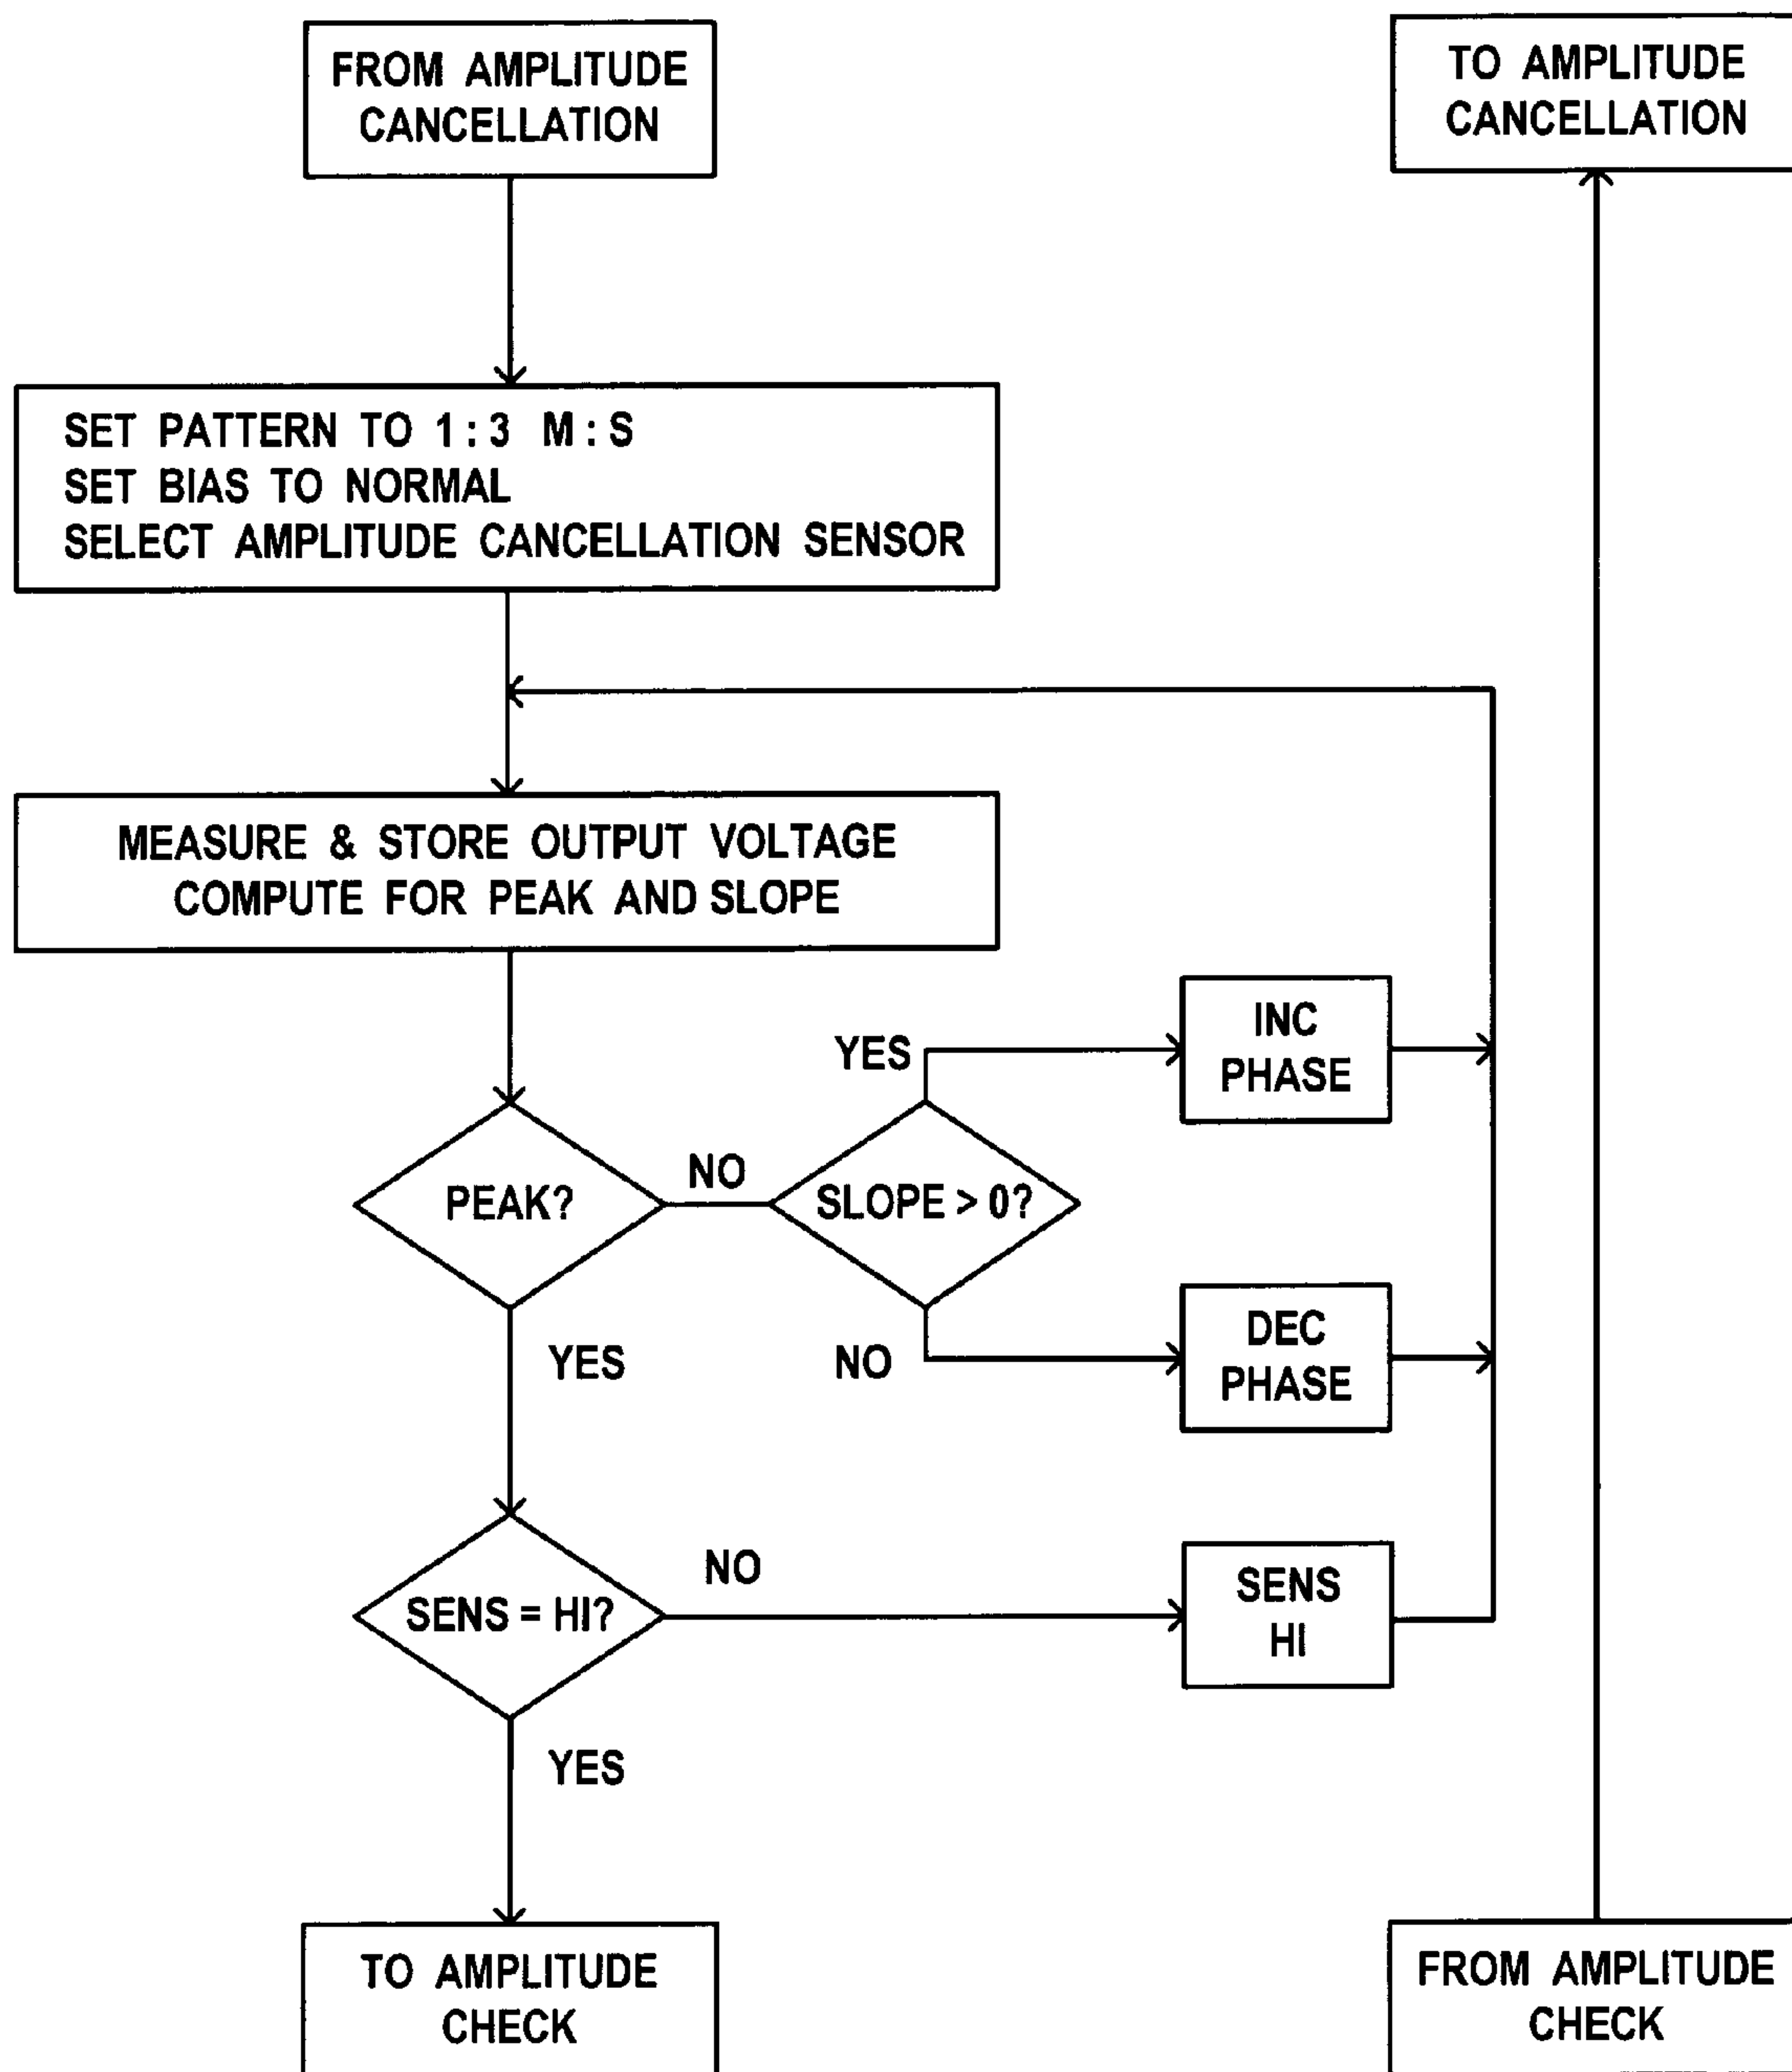 FROM AMPLITUDE
CANCELLATION
TO AMPLITUDE
CANCELLATION
SET PATTERN TO 1:3 M:S
SET BIAS TO NORMAL
SELECT AMPLITUDE CANCELLATION SENSOR
MEASURE & STORE OUTPUT VOLTAGE
COMPUTE FOR PEAK AND SLOPE
YES
INC
PHASE
PEAK?
NO
SLOPE > 0?
YES
NO
DEC
PHASE
SENS = HI?
NO
SENS
HI
YES
TO AMPLITUDE
CHECK
FROM AMPLITUDE
CHECK